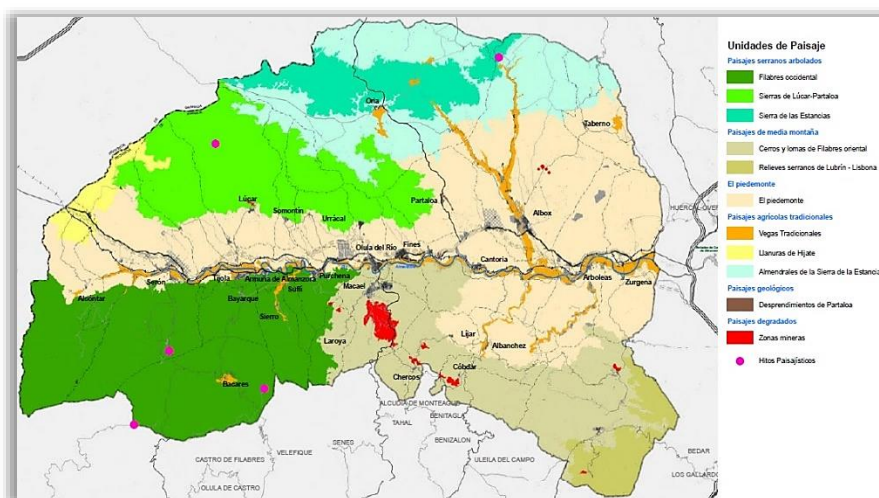 Unidades de Paisaje
Paisajes serranos arbolados
Filabres occidental
Sierras de Lúcar-Partaloa
Sierra de las Estancias
Paisajes de media montaña
Cerros y lomas de Filabres oriental
Relieves serranos de Lubrín - Lisbona
El piedemonte
El piedemonte
Paisajes agrícolas tradicionales
Vegas Tradicionales
Llanuras de Hijate
Almendrales de la Sierra de la Estancia
Paisajes geológicos
Desprendimientos de Partaloa
Paisajes degradados
Zonas mineras
Hitos Paisajísticos
Oria
Taberno
Lúcar
Somontín
Urrácal
Partaloa
Albox
HUERCAL-OVER
Olula del Río
Fines
Cantoria
Serón
Tíjola
Armuña de Almanzora
Purchena
Macael
Arboleas
Zurgena
Alcóntar
Bayarque
Suflí
Sierro
Laroya
Líjar
Albanchez
Bacares
Chercos
Cóbdar
ALCUDIA DE MONTEAGUD
BENITAGLA
TAHAL
SENES
BENIZALON
VELEFIQUE
CASTRO DE FILABRES
ULEILA DEL CAMPO
BEDAR
LOS GALLARDO
OLULA DE CASTRO